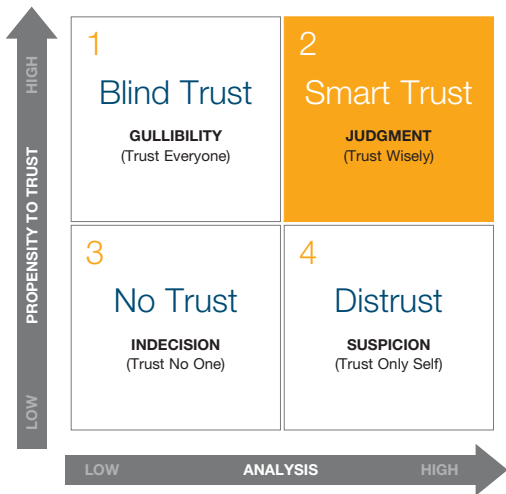 HIGH
PROPENSITY TO TRUST
LOW
1
Blind Trust
GULLIBILITY
(Trust Everyone)
2
Smart Trust
JUDGMENT
(Trust Wisely)
3
No Trust
INDECISION
(Trust No One)
4
Distrust
SUSPICION
(Trust Only Self)
LOW
ANALYSIS
HIGH